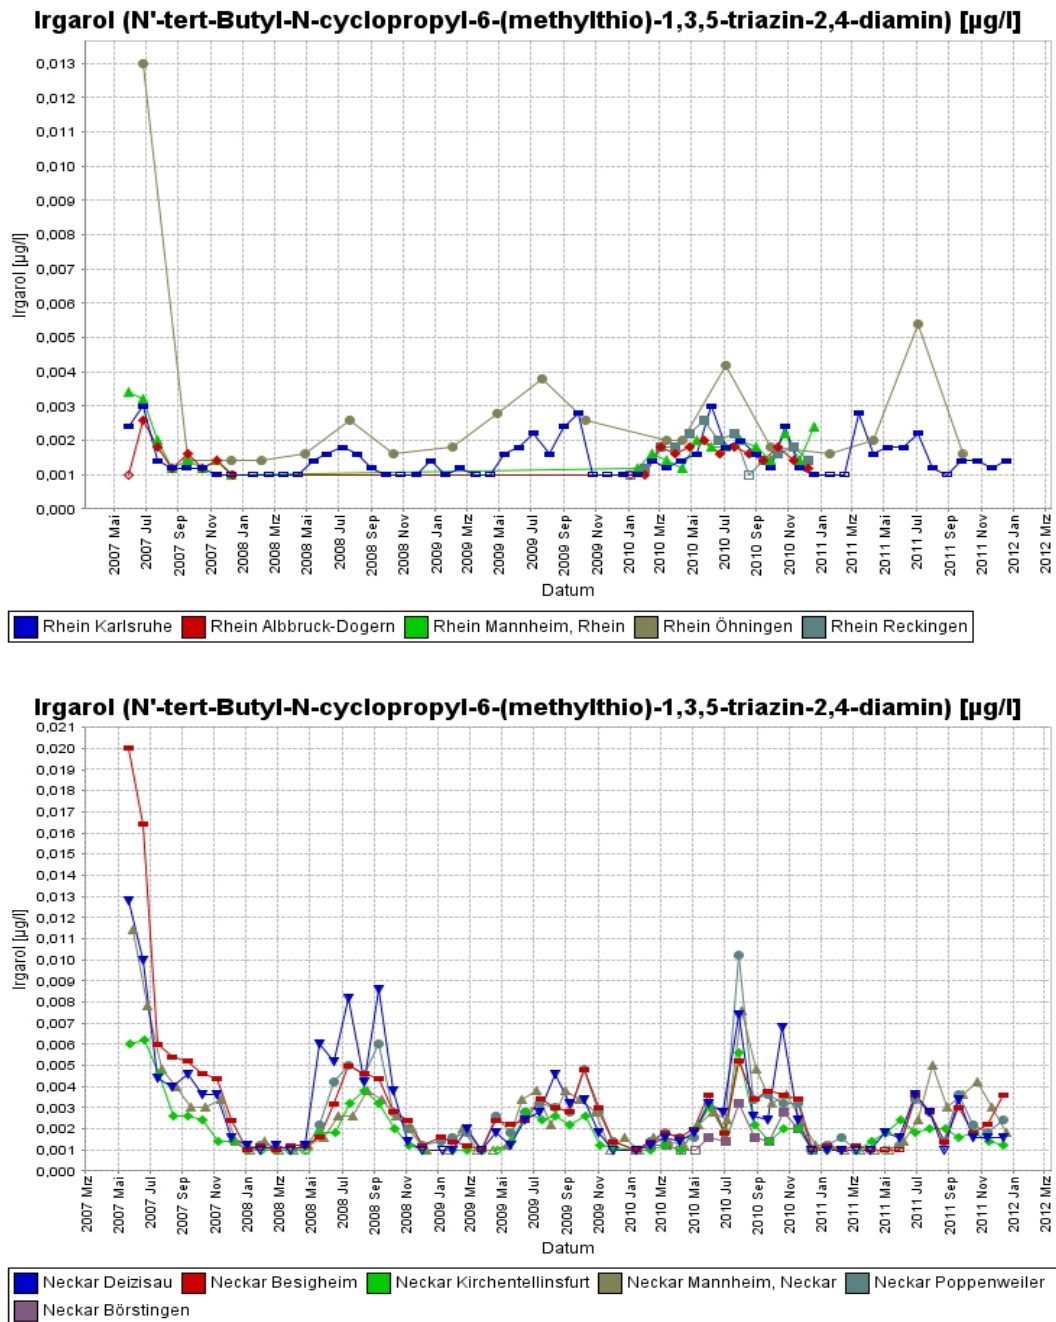 Irgarol (N'-tert-Butyl-N-cyclopropyl-6-(methylthio)-1,3,5-triazin-2,4-diamin) [µg/l]
0,013
0,012
0,011
0,010
0,009
0,008
0,007
0,006
0,005
0,004
0,003
0,002
0,001
0,000
Irgarol [µg/l]
2007 Mai
2007 Jul
2007 Sep
2007 Nov
2008 Jan
2008 Mrz
2008 Mai
2008 Jul
2008 Sep
2008 Nov
2009 Jan
2009 Mrz
2009 Mai
2009 Jul
2009 Sep
2009 Nov
2010 Jan
2010 Mrz
2010 Mai
2010 Jul
2010 Sep
2010 Nov
2011 Jan
2011 Mrz
2011 Mai
2011 Jul
2011 Sep
2011 Nov
2012 Jan
2012 Mrz
Datum
Rhein Karlsruhe Rhein Albbruck-Dogern Rhein Mannheim, Rhein Rhein Öhningen Rhein Reckingen
Irgarol (N'-tert-Butyl-N-cyclopropyl-6-(methylthio)-1,3,5-triazin-2,4-diamin) [µg/l]
0,021
0,020
0,019
0,018
0,017
0,016
0,015
0,014
0,013
0,012
0,011
0,010
0,009
0,008
0,007
0,006
0,005
0,004
0,003
0,002
0,001
0,000
Irgarol [µg/l]
2007 Mrz
2007 Mai
2007 Jul
2007 Sep
2007 Nov
2008 Jan
2008 Mrz
2008 Mai
2008 Jul
2008 Sep
2008 Nov
2009 Jan
2009 Mrz
2009 Mai
2009 Jul
2009 Sep
2009 Nov
2010 Jan
2010 Mrz
2010 Mai
2010 Jul
2010 Sep
2010 Nov
2011 Jan
2011 Mrz
2011 Mai
2011 Jul
2011 Sep
2011 Nov
2012 Jan
2012 Mrz
Datum
Neckar Deizisau Neckar Besigheim Neckar Kirchentellinsfurt Neckar Mannheim, Neckar Neckar Poppenweiler
Neckar Börstingen